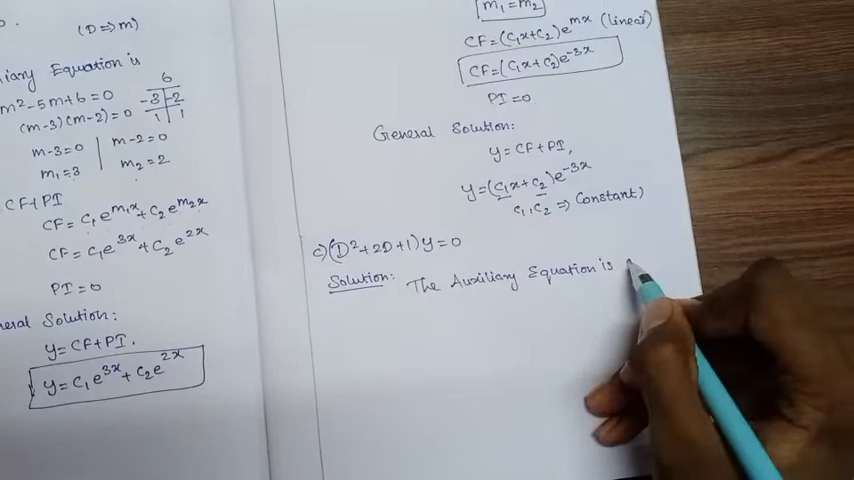 (D⇒m)
iary Equation is
m²-5m+6=0
6
-3 -2
1 1
(m-3)(m-2)=0
m-3=0 m-2=0
m₁=3 m₂=2
CF+PI
CF=C₁e^m₁x+C₂e^m₂x
CF=C₁e^3x+C₂e^2x
PI=0
eral Solution:
y=CF+PI.
y=C₁e^3x+C₂e^2x
m₁=m₂
CF=(C₁x+C₂)e^mx (linear)
CF=(C₁x+C₂)e^-3x
PI=0
General Solution:
y=CF+PI,
y=(C₁x+C₂)e^-3x
C₁,C₂⇒Constant)
c)(D²+2D+1)y=0
Solution: The Auxiliary Equation is